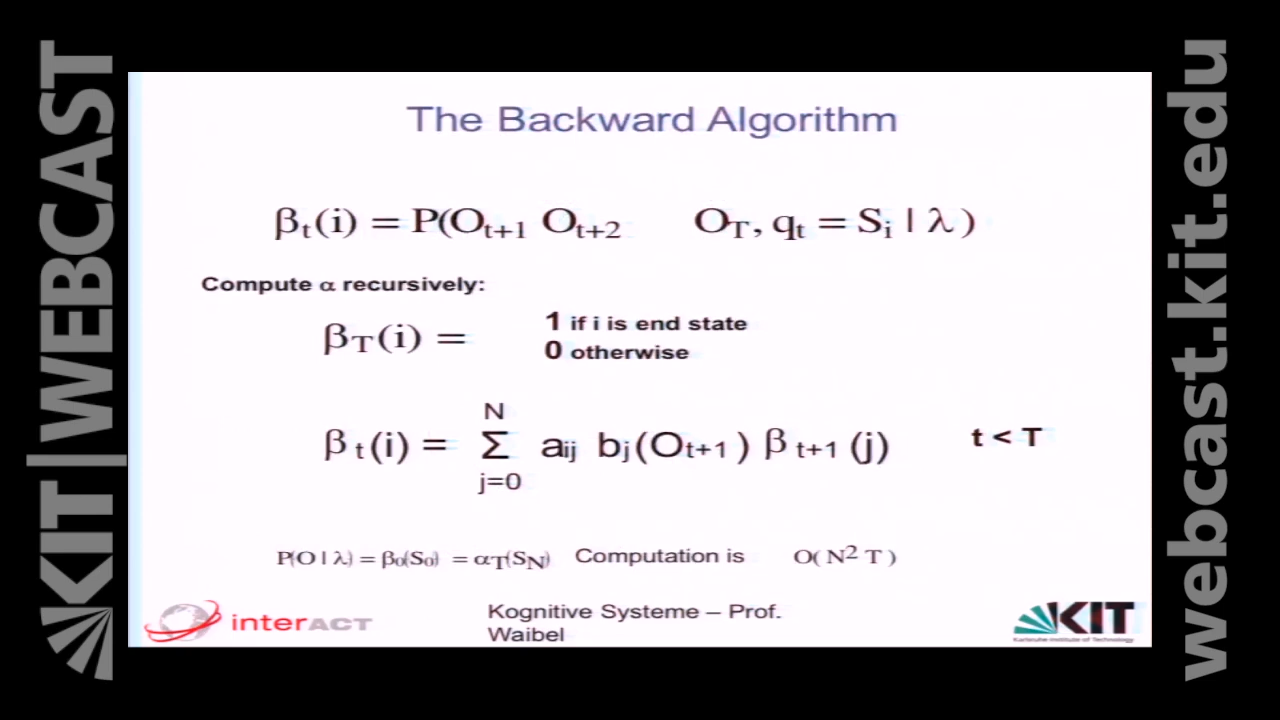 KIT | WEBCAST
The Backward Algorithm
βt(i) = P(Ot+1 Ot+2 OT, qt = Si | λ)
Compute α recursively:
βT(i) = 1 if i is end state
0 otherwise
N
βt(i) = Σ aij bj(Ot+1) βt+1(j) t < T
j=0
P(O | λ) = β0(S0) = αT(SN) Computation is O( N² T )
interACT
Kognitive Systeme – Prof.
Waibel
KIT
Karlsruhe Institute of Technology
webcast.kit.edu